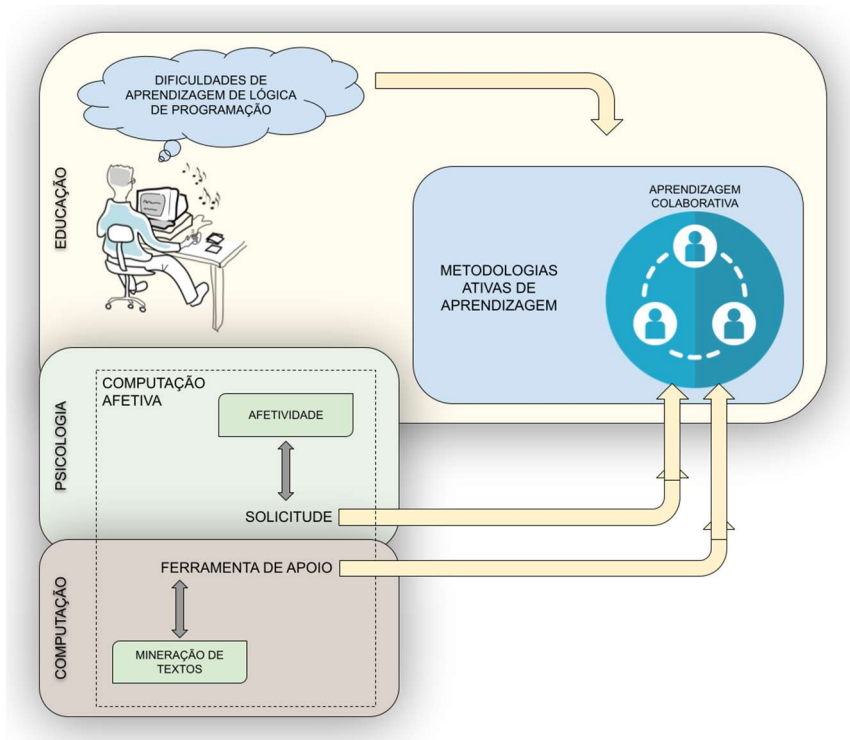 DIFICULDADES DE
APRENDIZAGEM DE LÓGICA
DE PROGRAMAÇÃO
EDUCAÇÃO
APRENDIZAGEM
COLABORATIVA
METODOLOGIAS
ATIVAS DE
APRENDIZAGEM
PSICOLOGIA
COMPUTAÇÃO
AFETIVA
AFETIVIDADE
SOLICITUDE
COMPUTAÇÃO
FERRAMENTA DE APOIO
MINERAÇÃO DE
TEXTOS